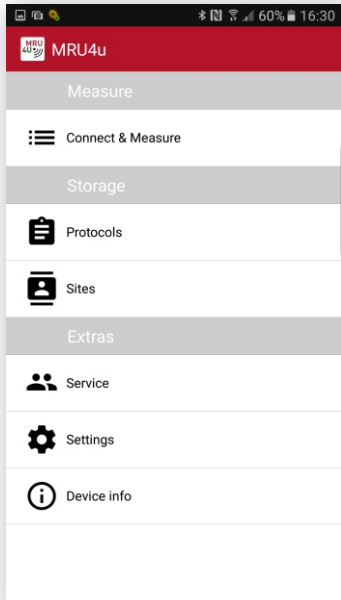 60% 16:30
MRU
4U
MRU4u
Measure
Connect & Measure
Storage
Protocols
Sites
Extras
Service
Settings
Device info